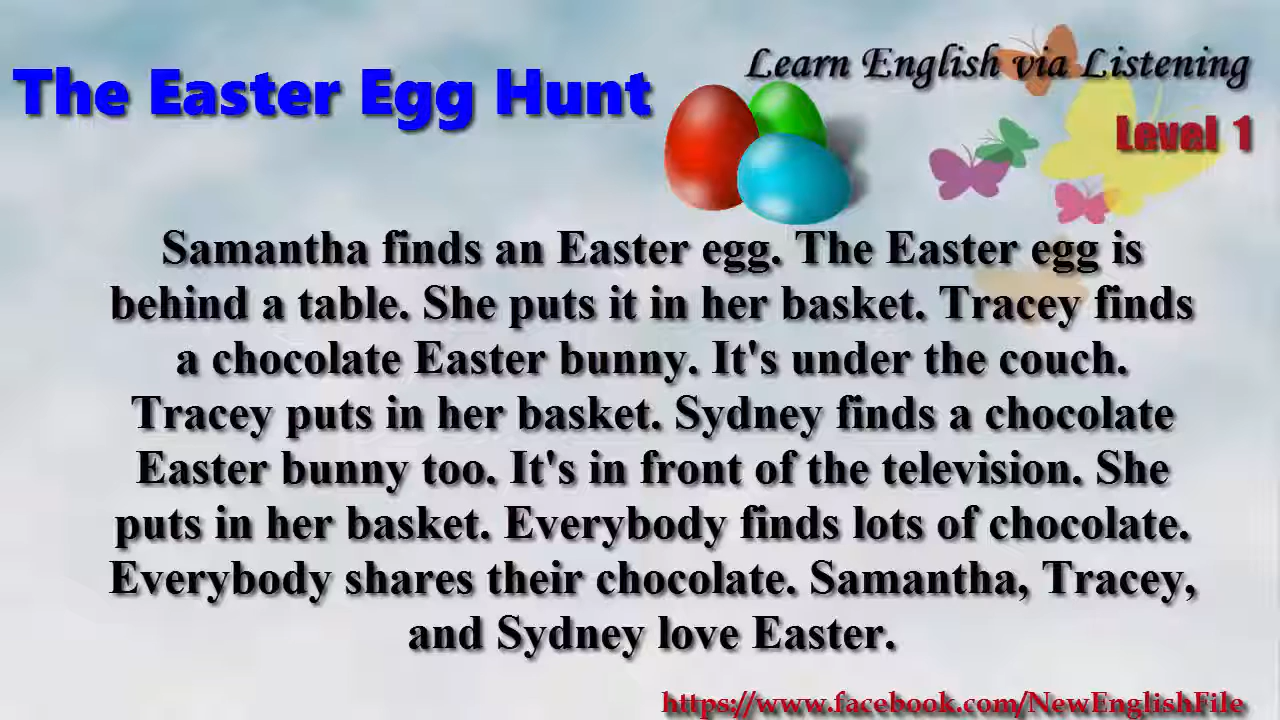 The Easter Egg Hunt
Learn English via Listening
Level 1
Samantha finds an Easter egg. The Easter egg is
behind a table. She puts it in her basket. Tracey finds
a chocolate Easter bunny. It's under the couch.
Tracey puts in her basket. Sydney finds a chocolate
Easter bunny too. It's in front of the television. She
puts in her basket. Everybody finds lots of chocolate.
Everybody shares their chocolate. Samantha, Tracey,
and Sydney love Easter.
https://www.facebook.com/NewEnglishFile